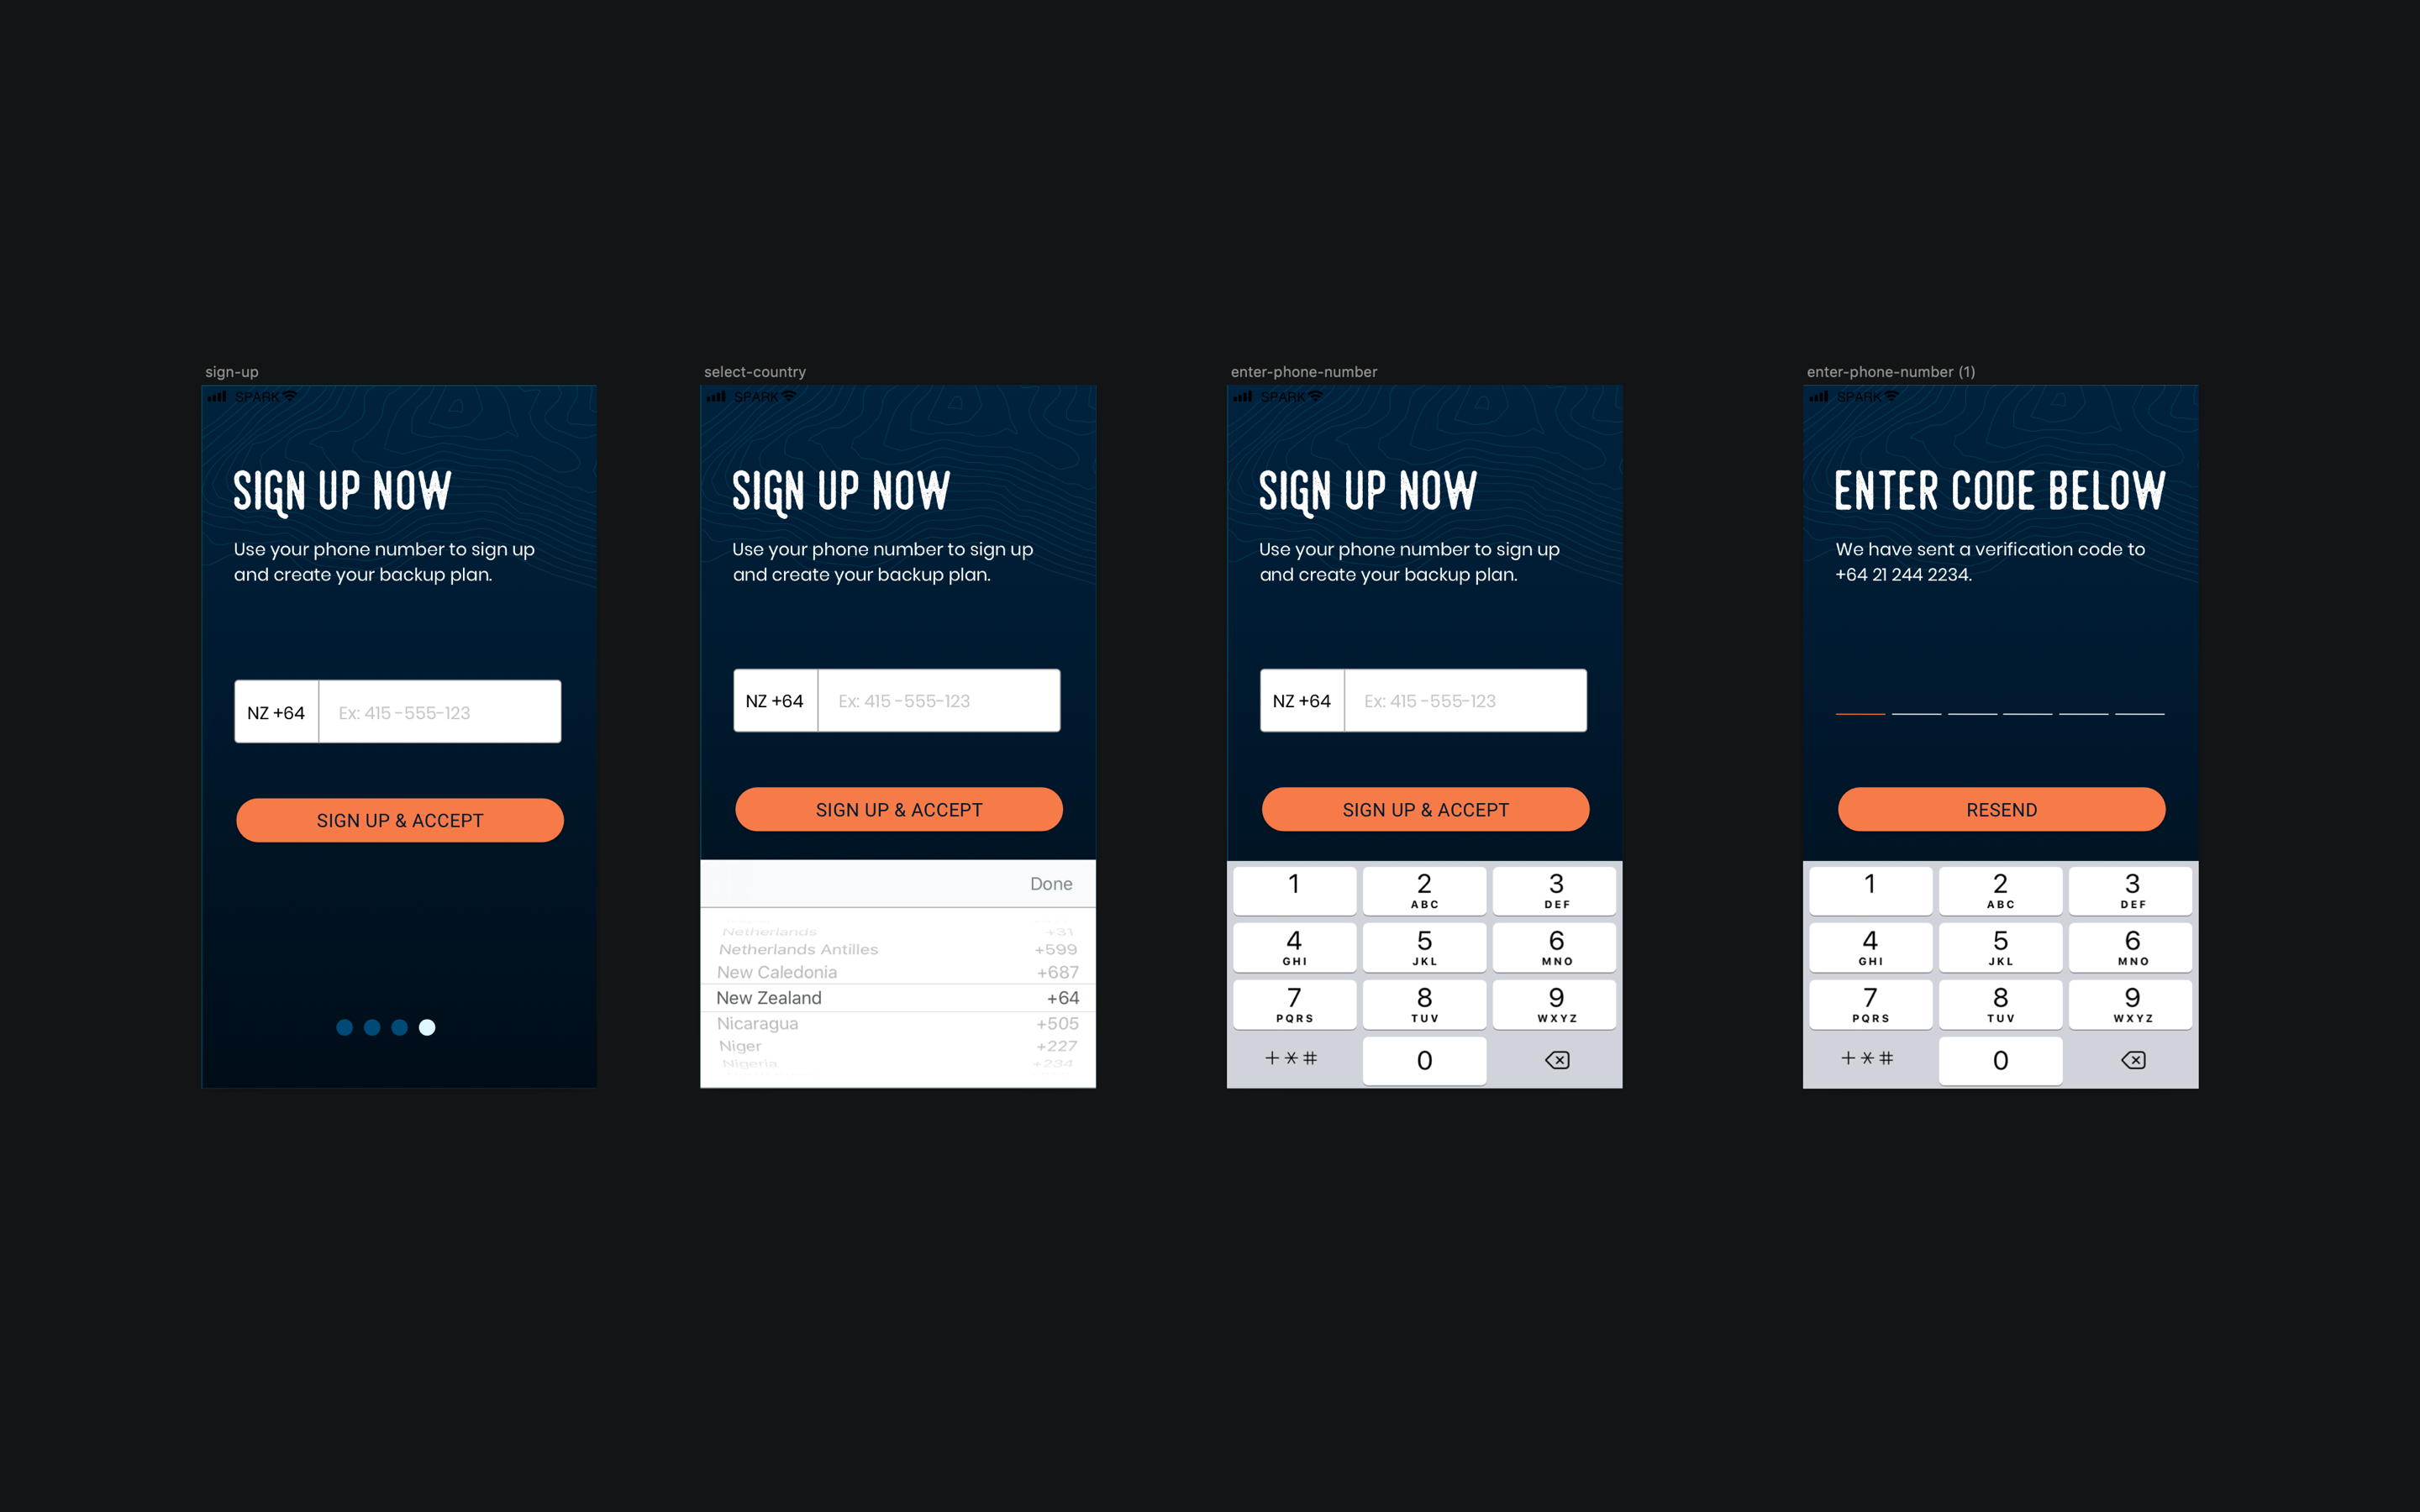 sign-up
SPARK
SIGN UP NOW
Use your phone number to sign up
and create your backup plan.
NZ +64
Ex: 415 -555-123
SIGN UP & ACCEPT
select-country
SPARK
SIGN UP NOW
Use your phone number to sign up
and create your backup plan.
NZ +64
Ex: 415 -555-123
SIGN UP & ACCEPT
Done
Netherlands +31
Netherlands Antilles +599
New Caledonia +687
New Zealand +64
Nicaragua +505
Niger +227
Nigeria +234
enter-phone-number
SPARK
SIGN UP NOW
Use your phone number to sign up
and create your backup plan.
NZ +64
Ex: 415 -555-123
SIGN UP & ACCEPT
1 2 3
ABC DEF
4 5 6
GHI JKL MNO
7 8 9
PQRS TUV WXYZ
+*# 0
enter-phone-number (1)
SPARK
ENTER CODE BELOW
We have sent a verification code to
+64 21 244 2234.
RESEND
1 2 3
ABC DEF
4 5 6
GHI JKL MNO
7 8 9
PQRS TUV WXYZ
+*# 0